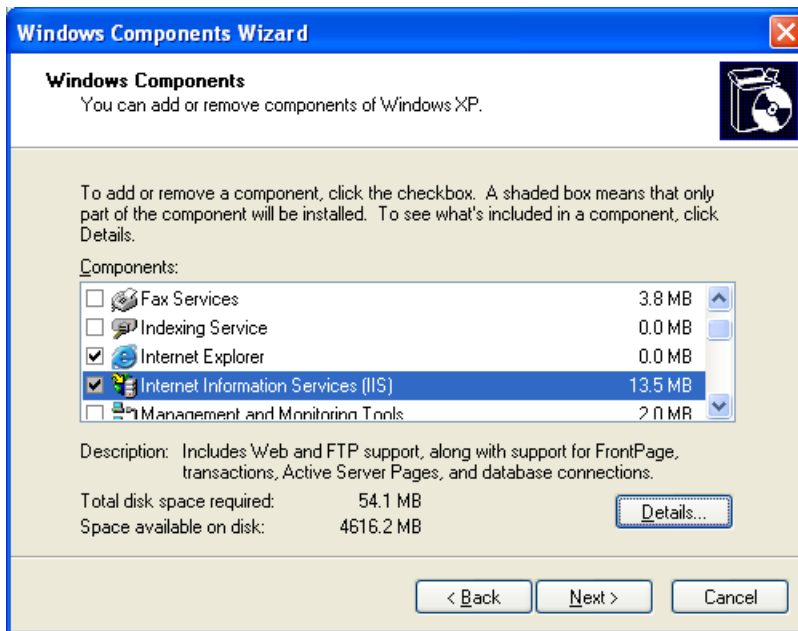 Windows Components Wizard
Windows Components
You can add or remove components of Windows XP.
To add or remove a component, click the checkbox. A shaded box means that only
part of the component will be installed. To see what's included in a component, click
Details.
Components:
Fax Services 3.8 MB
Indexing Service 0.0 MB
Internet Explorer 0.0 MB
Internet Information Services (IIS) 13.5 MB
Management and Monitoring Tools 2.0 MB
Description: Includes Web and FTP support, along with support for FrontPage,
transactions, Active Server Pages, and database connections.
Total disk space required: 54.1 MB
Space available on disk: 4616.2 MB
Details...
< Back Next > Cancel